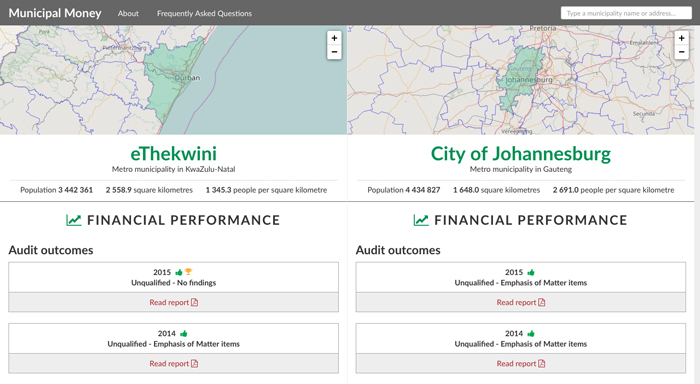 Municipal Money About Frequently Asked Questions Type a municipality name or address...
Pietermaritzburg
Durban
+
−
Pretoria
Johannesburg
Secunda
+
−
eThekwini
Metro municipality in KwaZulu-Natal
Population 3 442 361 2 558.9 square kilometres 1 345.3 people per square kilometre
FINANCIAL PERFORMANCE
Audit outcomes
2015
Unqualified - No findings
Read report
2014
Unqualified - Emphasis of Matter items
Read report
City of Johannesburg
Metro municipality in Gauteng
Population 4 434 827 1 648.0 square kilometres 2 691.0 people per square kilometre
FINANCIAL PERFORMANCE
Audit outcomes
2015
Unqualified - Emphasis of Matter items
Read report
2014
Unqualified - Emphasis of Matter items
Read report